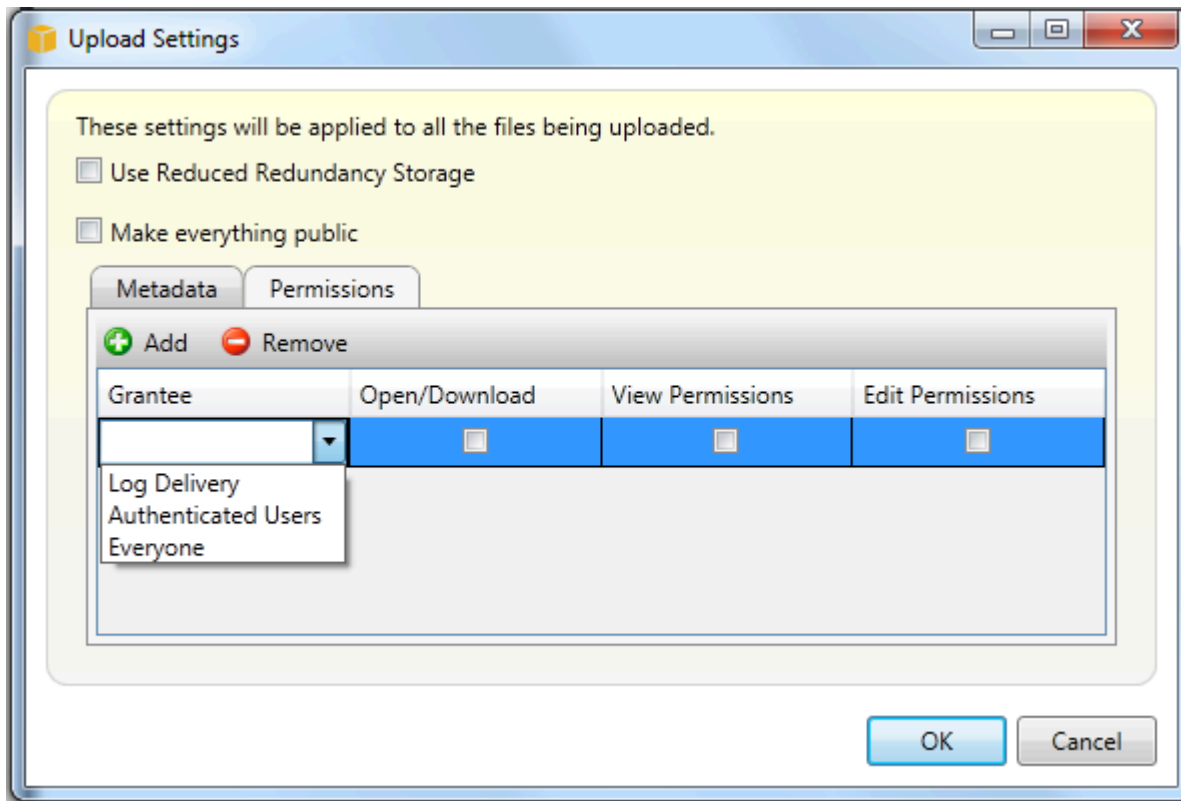 Upload Settings
These settings will be applied to all the files being uploaded.
Use Reduced Redundancy Storage
Make everything public
Metadata Permissions
Add Remove
Grantee Open/Download View Permissions Edit Permissions
Log Delivery
Authenticated Users
Everyone
OK Cancel